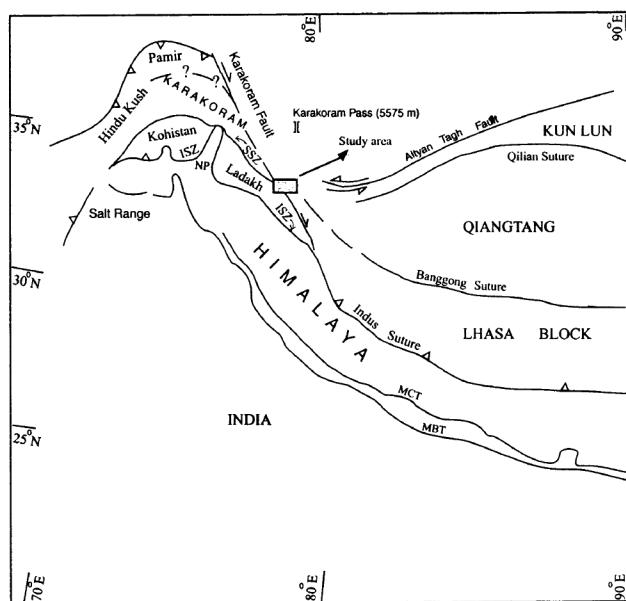 80°E
90°E
Pamir
Hindu Kush
?
?
KARAKORAM
Karakoram Fault
Karakoram Pass (5575 m)
Study area
35°N
Altyan Tagh Fault
KUN LUN
Qilian Suture
Kohistan
ISZ
SSZ
NP
Ladakh
ISZ
Salt Range
QIANGTANG
30°N
HIMALAYA
Banggong Suture
Indus Suture
LHASA BLOCK
MCT
MBT
INDIA
25°N
70°E
80°E
90°E